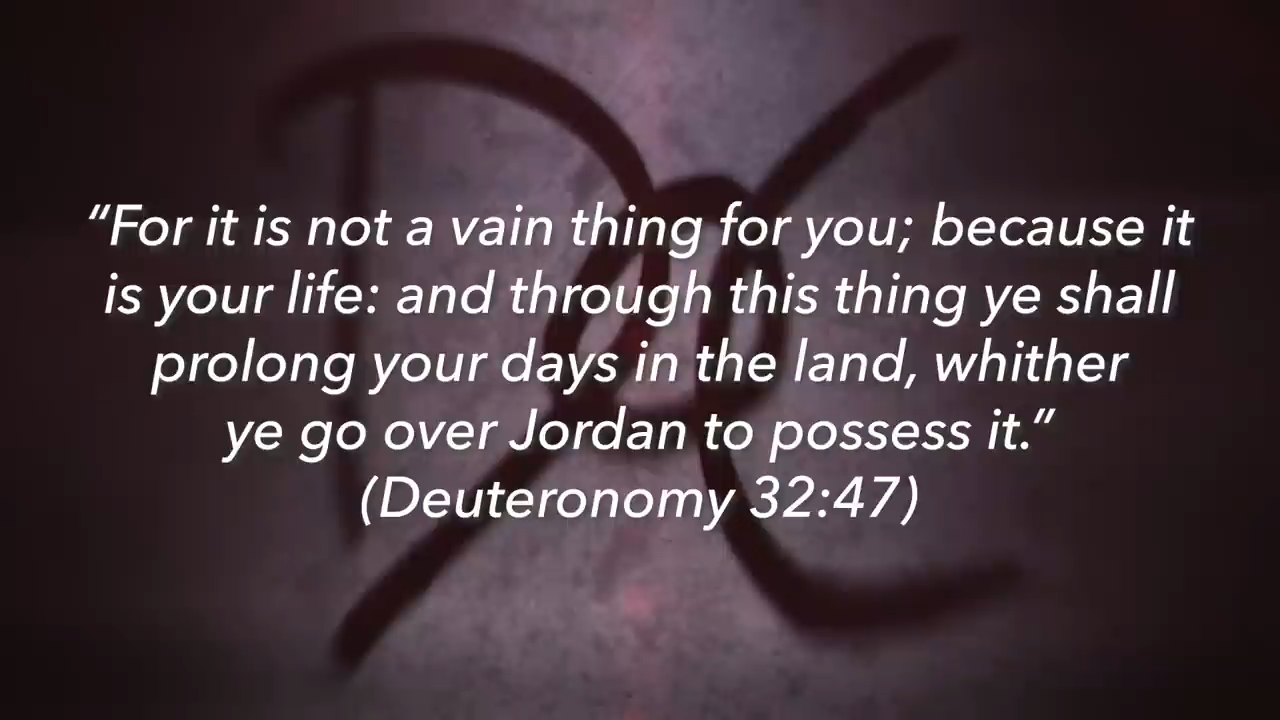 “For it is not a vain thing for you; because it
is your life: and through this thing ye shall
prolong your days in the land, whither
ye go over Jordan to possess it.”
(Deuteronomy 32:47)